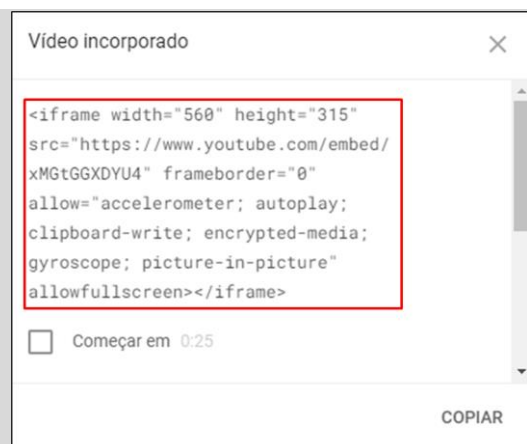 Vídeo incorporado
<iframe width="560" height="315"
src="https://www.youtube.com/embed/
xMGtGGXDYU4" frameborder="0"
allow="accelerometer; autoplay;
clipboard-write; encrypted-media;
gyroscope; picture-in-picture"
allowfullscreen></iframe>
Começar em 0:25
COPIAR